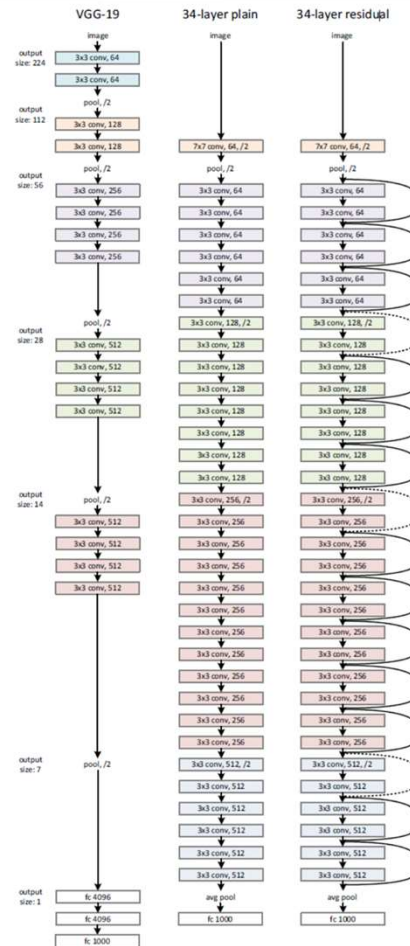 VGG-19
34-layer plain
34-layer residual
output
size: 224
output
size: 112
output
size: 56
output
size: 28
output
size: 14
output
size: 7
output
size: 1
image
3x3 conv, 64
3x3 conv, 64
pool, /2
3x3 conv, 128
3x3 conv, 128
pool, /2
3x3 conv, 256
3x3 conv, 256
3x3 conv, 256
3x3 conv, 256
pool, /2
3x3 conv, 512
3x3 conv, 512
3x3 conv, 512
3x3 conv, 512
pool, /2
3x3 conv, 512
3x3 conv, 512
3x3 conv, 512
3x3 conv, 512
pool, /2
fc 4096
fc 4096
fc 1000
image
7x7 conv, 64, /2
pool, /2
3x3 conv, 64
3x3 conv, 64
3x3 conv, 64
3x3 conv, 64
3x3 conv, 64
3x3 conv, 64
3x3 conv, 128, /2
3x3 conv, 128
3x3 conv, 128
3x3 conv, 128
3x3 conv, 128
3x3 conv, 128
3x3 conv, 128
3x3 conv, 128
3x3 conv, 256, /2
3x3 conv, 256
3x3 conv, 256
3x3 conv, 256
3x3 conv, 256
3x3 conv, 256
3x3 conv, 256
3x3 conv, 256
3x3 conv, 256
3x3 conv, 256
3x3 conv, 256
3x3 conv, 256
3x3 conv, 512, /2
3x3 conv, 512
3x3 conv, 512
3x3 conv, 512
3x3 conv, 512
3x3 conv, 512
avg pool
fc 1000
image
7x7 conv, 64, /2
pool, /2
3x3 conv, 64
3x3 conv, 64
3x3 conv, 64
3x3 conv, 64
3x3 conv, 64
3x3 conv, 64
3x3 conv, 128, /2
3x3 conv, 128
3x3 conv, 128
3x3 conv, 128
3x3 conv, 128
3x3 conv, 128
3x3 conv, 128
3x3 conv, 128
3x3 conv, 256, /2
3x3 conv, 256
3x3 conv, 256
3x3 conv, 256
3x3 conv, 256
3x3 conv, 256
3x3 conv, 256
3x3 conv, 256
3x3 conv, 256
3x3 conv, 256
3x3 conv, 256
3x3 conv, 256
3x3 conv, 512, /2
3x3 conv, 512
3x3 conv, 512
3x3 conv, 512
3x3 conv, 512
3x3 conv, 512
avg pool
fc 1000